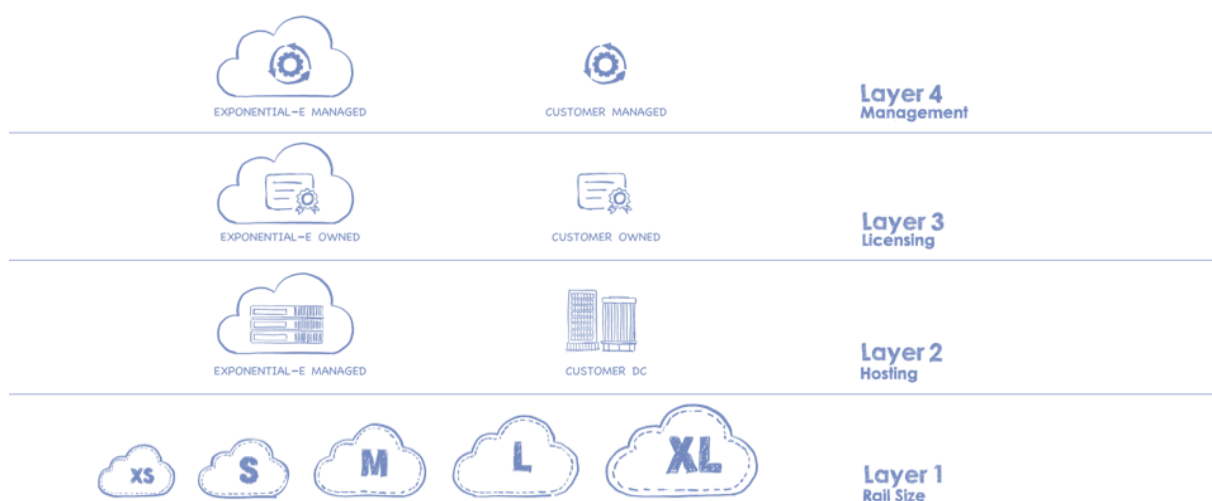 EXPONENTIAL-E MANAGED
CUSTOMER MANAGED
Layer 4
Management
EXPONENTIAL-E OWNED
CUSTOMER OWNED
Layer 3
Licensing
EXPONENTIAL-E MANAGED
CUSTOMER DC
Layer 2
Hosting
XS
S
M
L
XL
Layer 1
Rail Size